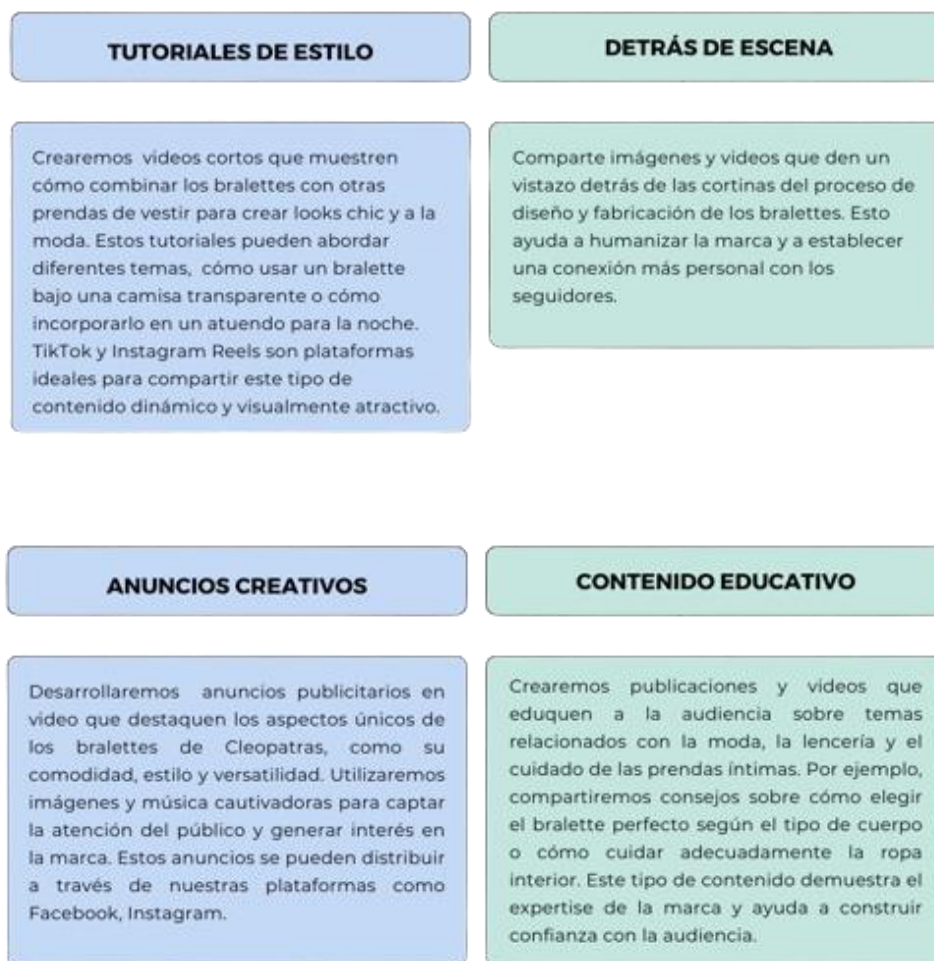 TUTORIALES DE ESTILO
Crearemos videos cortos que muestren
cómo combinar los bralettes con otras
prendas de vestir para crear looks chic y a la
moda. Estos tutoriales pueden abordar
diferentes temas, cómo usar un bralette
bajo una camisa transparente o cómo
incorporarlo en un atuendo para la noche.
TikTok y Instagram Reels son plataformas
ideales para compartir este tipo de
contenido dinámico y visualmente atractivo.
DETRÁS DE ESCENA
Comparte imágenes y videos que den un
vistazo detrás de las cortinas del proceso de
diseño y fabricación de los bralettes. Esto
ayuda a humanizar la marca y a establecer
una conexión más personal con los
seguidores.
ANUNCIOS CREATIVOS
Desarrollaremos anuncios publicitarios en
video que destaquen los aspectos únicos de
los bralettes de Cleopatras, como su
comodidad, estilo y versatilidad. Utilizaremos
imágenes y música cautivadoras para captar
la atención del público y generar interés en
la marca. Estos anuncios se pueden distribuir
a través de nuestras plataformas como
Facebook, Instagram.
CONTENIDO EDUCATIVO
Crearemos publicaciones y videos que
eduquen a la audiencia sobre temas
relacionados con la moda, la lencería y el
cuidado de las prendas íntimas. Por ejemplo,
compartiremos consejos sobre cómo elegir
el bralette perfecto según el tipo de cuerpo
o cómo cuidar adecuadamente la ropa
interior. Este tipo de contenido demuestra el
expertise de la marca y ayuda a construir
confianza con la audiencia.